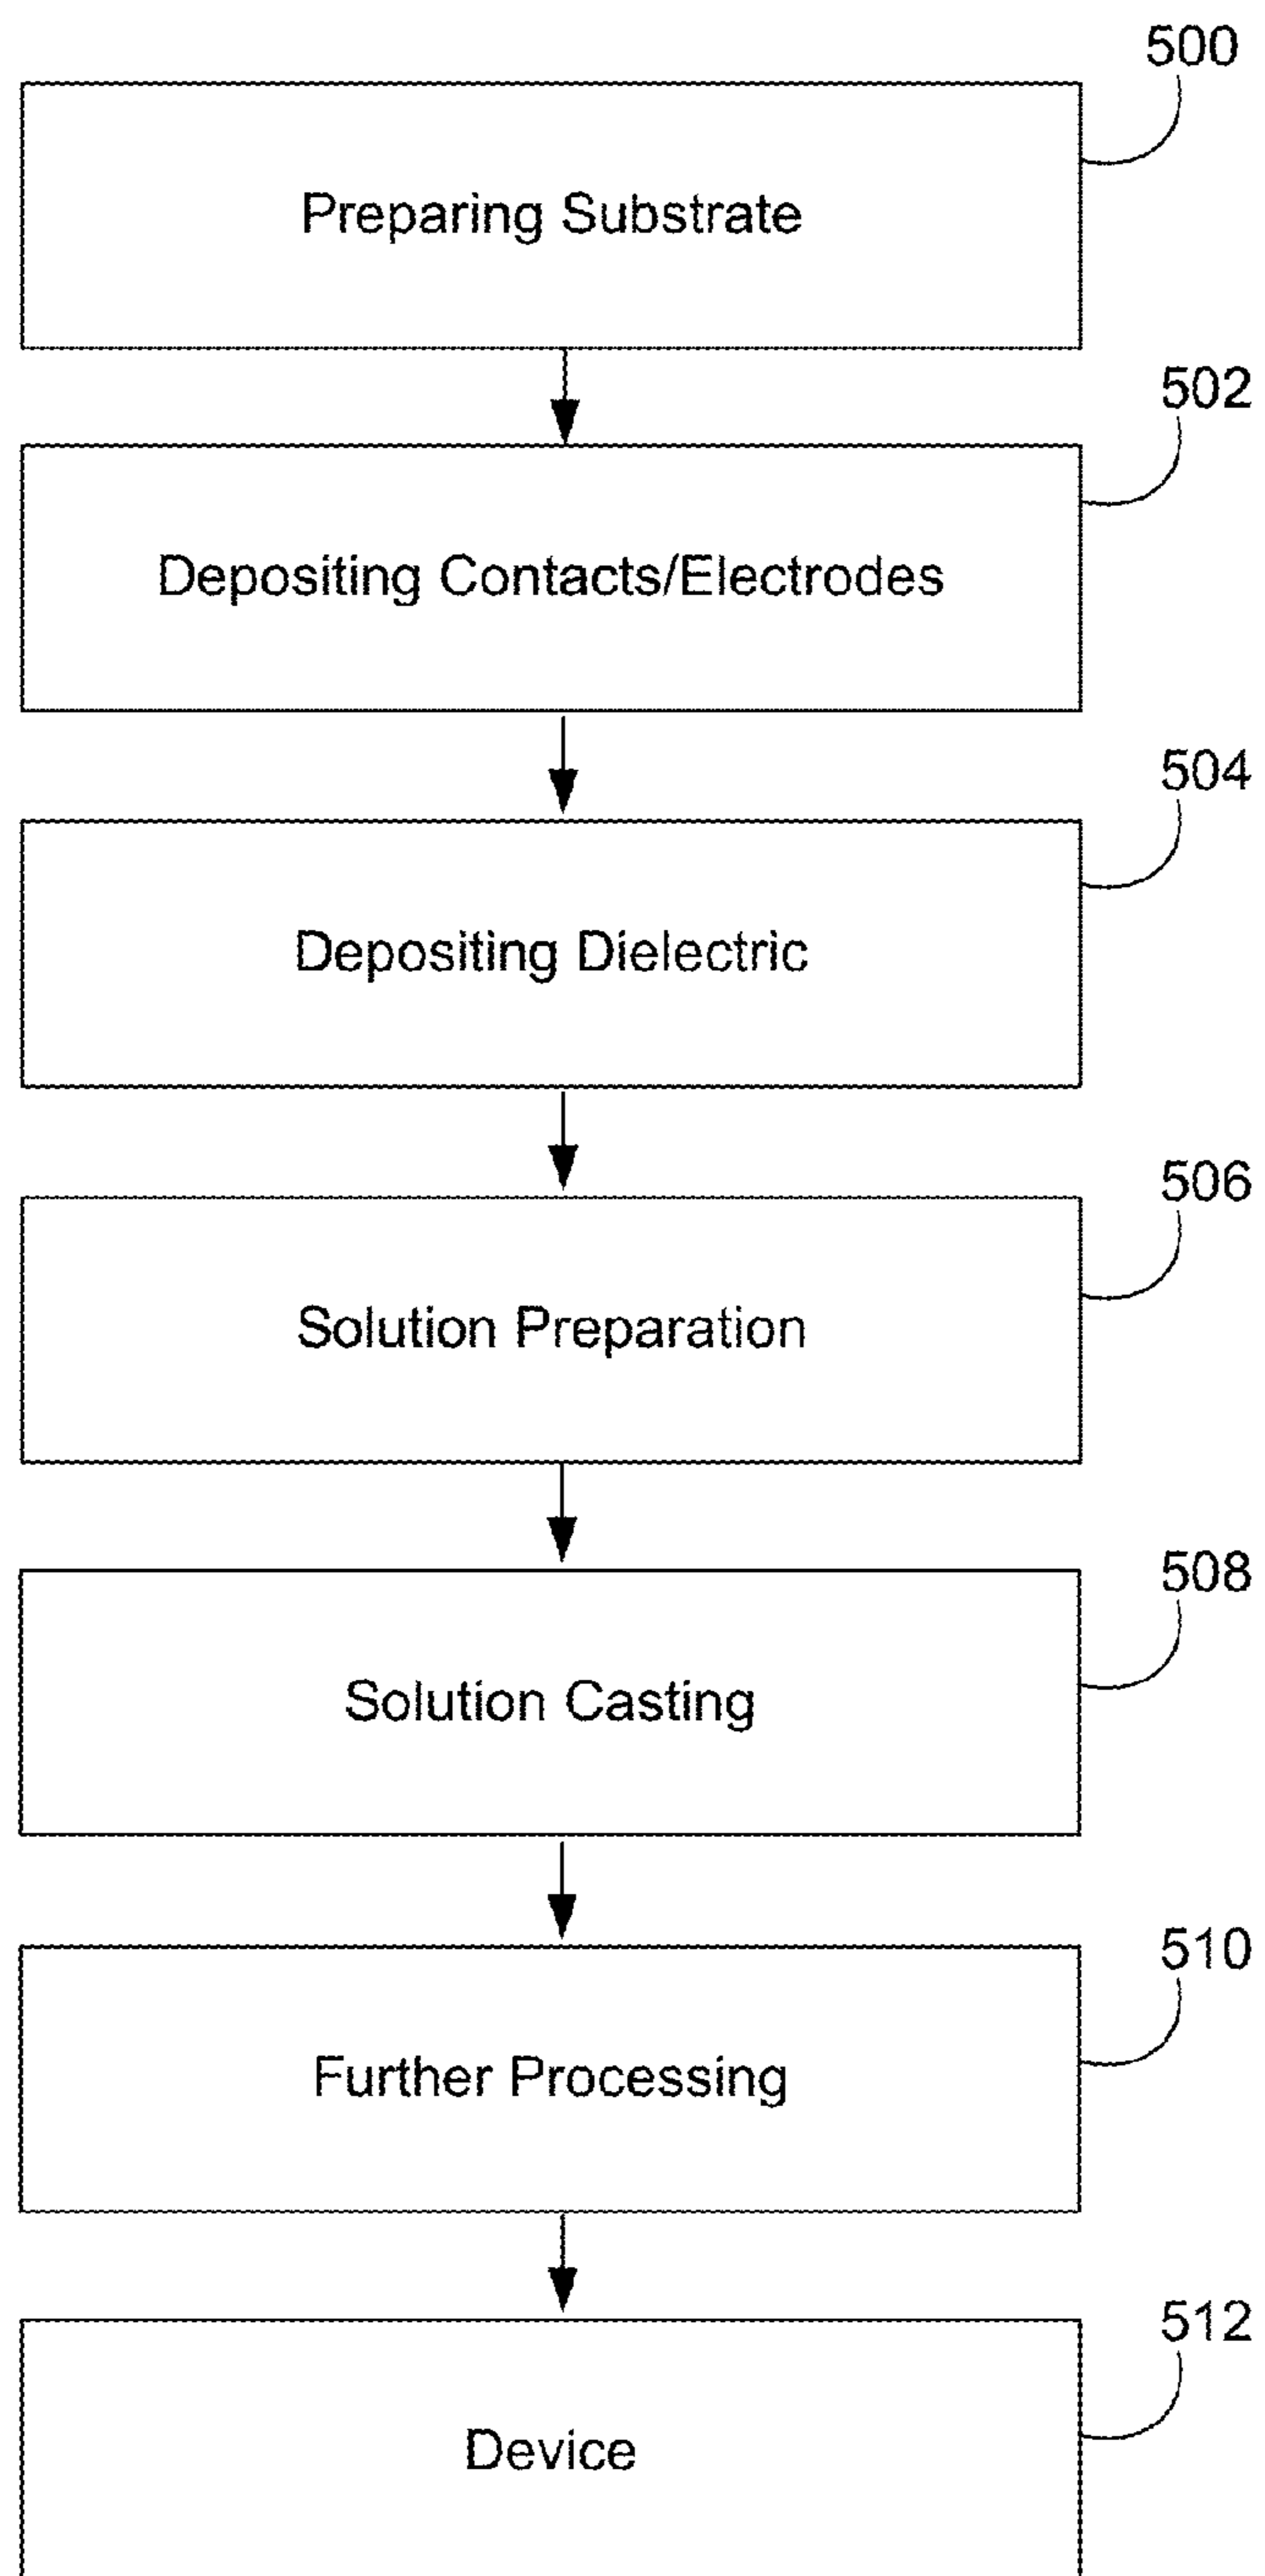 500
Preparing Substrate
502
Depositing Contacts/Electrodes
504
Depositing Dielectric
506
Solution Preparation
508
Solution Casting
510
Further Processing
512
Device